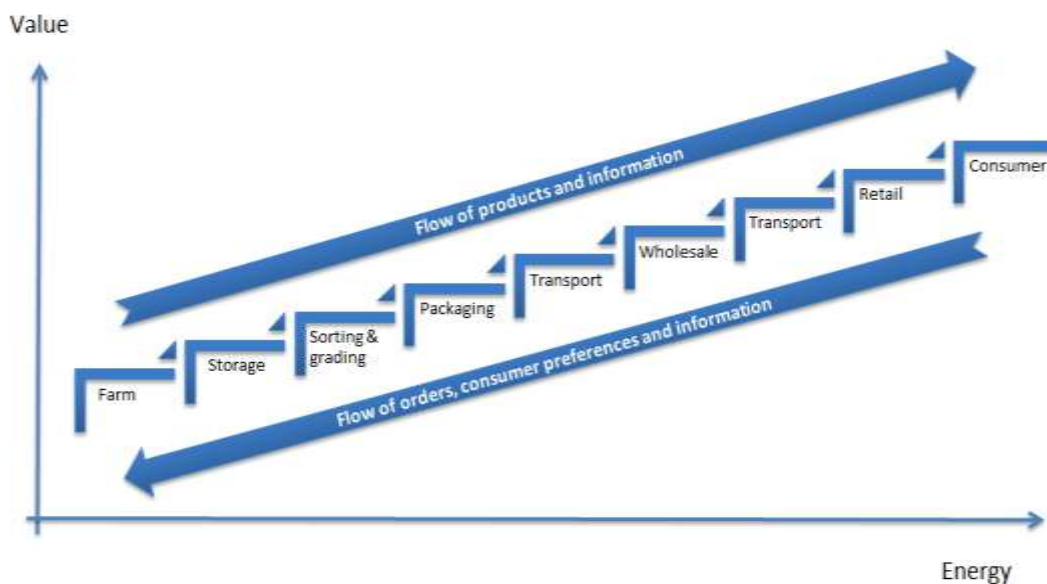 Value
Flow of products and information
Consumer
Retail
Transport
Wholesale
Transport
Packaging
Sorting &
grading
Storage
Farm
Flow of orders, consumer preferences and information
Energy